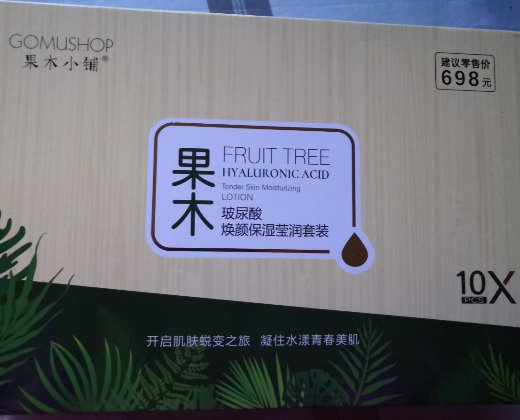 GOMUSHOP
果木小铺®
建议零售价
698元
果木
FRUIT TREE
HYALURONIC ACID
Tender Skin Moisturizing
LOTION
玻尿酸
焕颜保湿莹润套装
10X
PCS
开启肌肤蜕变之旅 凝住水漾青春美肌